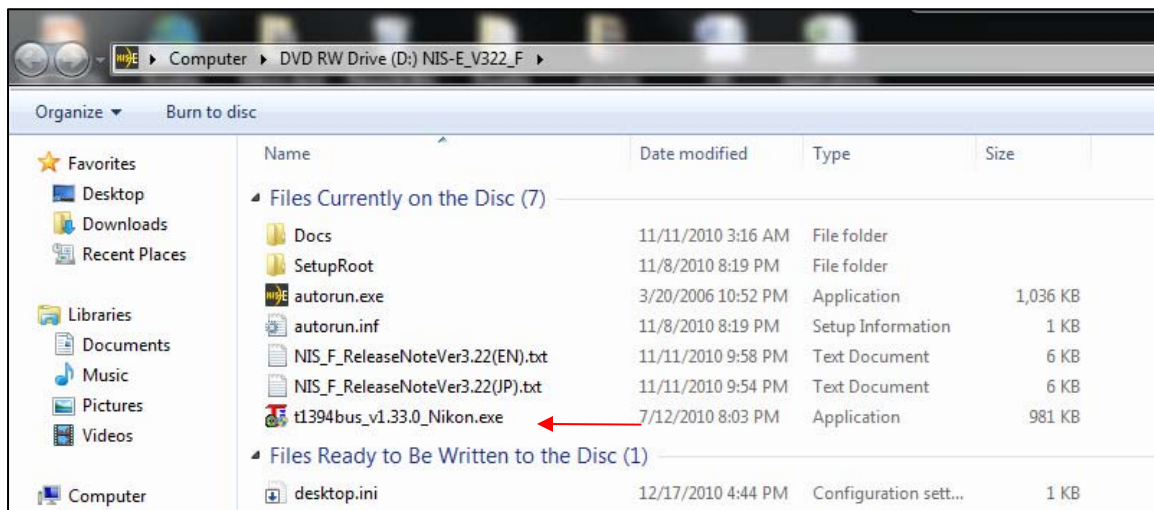 Computer ▸ DVD RW Drive (D:) NIS-E_V322_F ▸
Organize ▾ Burn to disc
Favorites
Desktop
Downloads
Recent Places
Libraries
Documents
Music
Pictures
Videos
Computer
Name Date modified Type Size
Files Currently on the Disc (7)
Docs 11/11/2010 3:16 AM File folder
SetupRoot 11/8/2010 8:19 PM File folder
autorun.exe 3/20/2006 10:52 PM Application 1,036 KB
autorun.inf 11/8/2010 8:19 PM Setup Information 1 KB
NIS_F_ReleaseNoteVer3.22(EN).txt 11/11/2010 9:58 PM Text Document 6 KB
NIS_F_ReleaseNoteVer3.22(JP).txt 11/11/2010 9:54 PM Text Document 6 KB
t1394bus_v1.33.0_Nikon.exe 7/12/2010 8:03 PM Application 981 KB
Files Ready to Be Written to the Disc (1)
desktop.ini 12/17/2010 4:44 PM Configuration sett... 1 KB